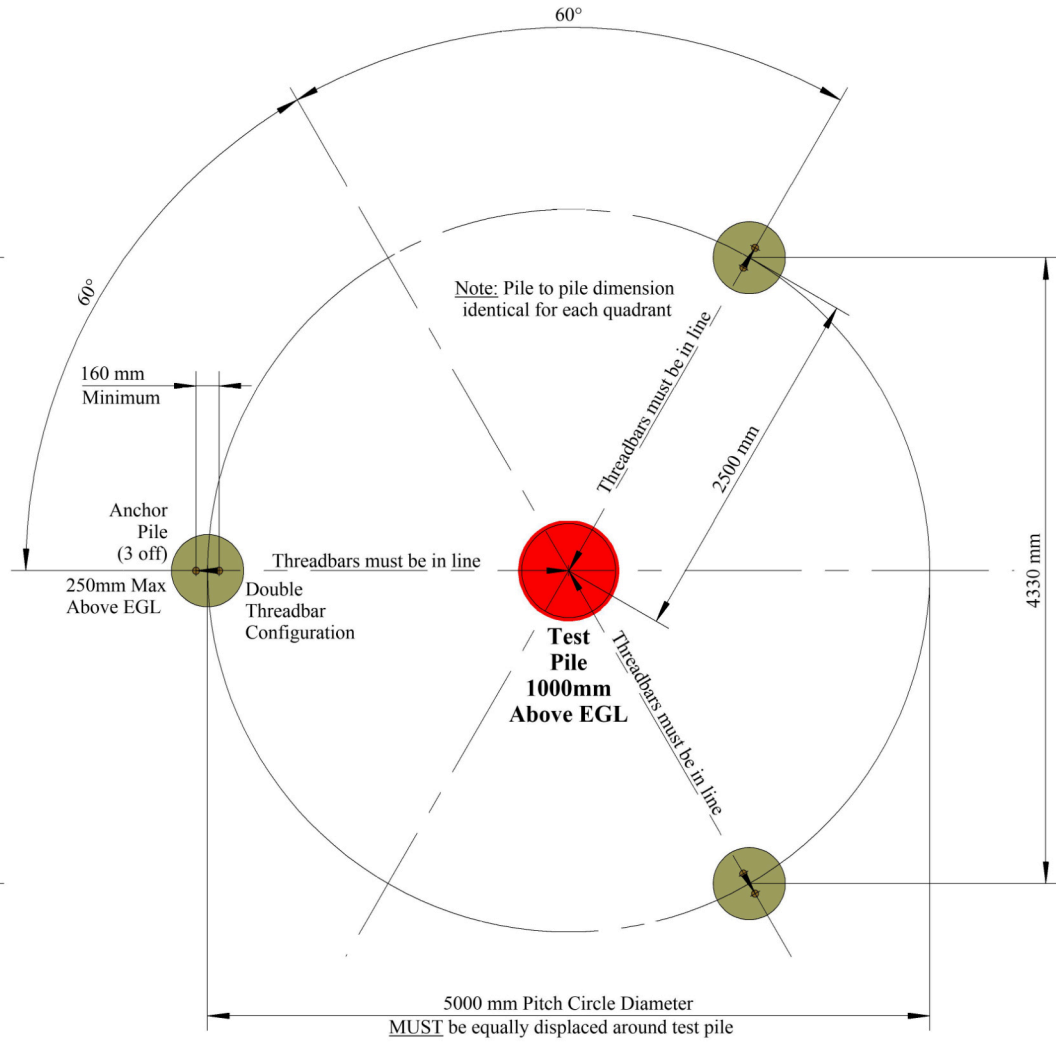 60°
60°
Note: Pile to pile dimension
identical for each quadrant
160 mm
Minimum
Threadbars must be in line
2500 mm
Anchor
Pile
(3 off)
250mm Max
Above EGL
Double
Threadbar
Configuration
Threadbars must be in line
4330 mm
Test
Pile
1000mm
Above EGL
Threadbars must be in line
5000 mm Pitch Circle Diameter
MUST be equally displaced around test pile